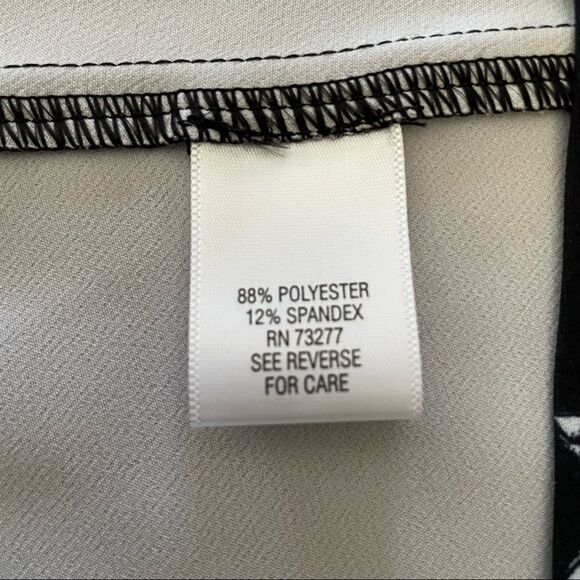 88% POLYESTER
12% SPANDEX
RN 73277
SEE REVERSE
FOR CARE